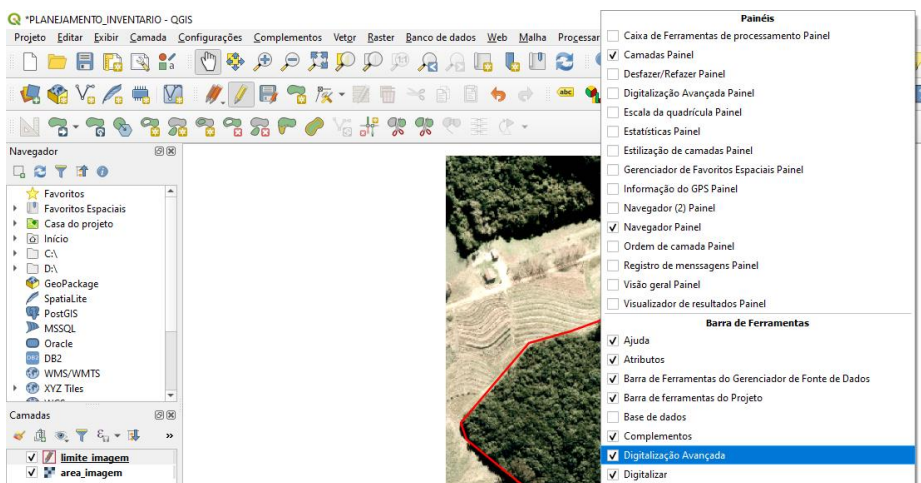 *PLANEJAMENTO_INVENTARIO - QGIS
Projeto Editar Exibir Camada Configurações Complementos Vetor Raster Banco de dados Web Malha Processar
abc
Navegador
Favoritos
Favoritos Espaciais
Casa do projeto
Início
C:\
D:\
GeoPackage
SpatiaLite
PostGIS
MSSQL
Oracle
DB2
WMS/WMTS
XYZ Tiles
Camadas
limite_imagem
area_imagem
Painéis
Caixa de Ferramentas de processamento Painel
Camadas Painel
Desfazer/Refazer Painel
Digitalização Avançada Painel
Escala da quadrícula Painel
Estatísticas Painel
Estilização de camadas Painel
Gerenciador de Favoritos Espaciais Painel
Informação do GPS Painel
Navegador (2) Painel
Navegador Painel
Ordem de camada Painel
Registro de menssagens Painel
Visão geral Painel
Visualizador de resultados Painel
Barra de Ferramentas
Ajuda
Atributos
Barra de Ferramentas do Gerenciador de Fonte de Dados
Barra de ferramentas do Projeto
Base de dados
Complementos
Digitalização Avançada
Digitalizar